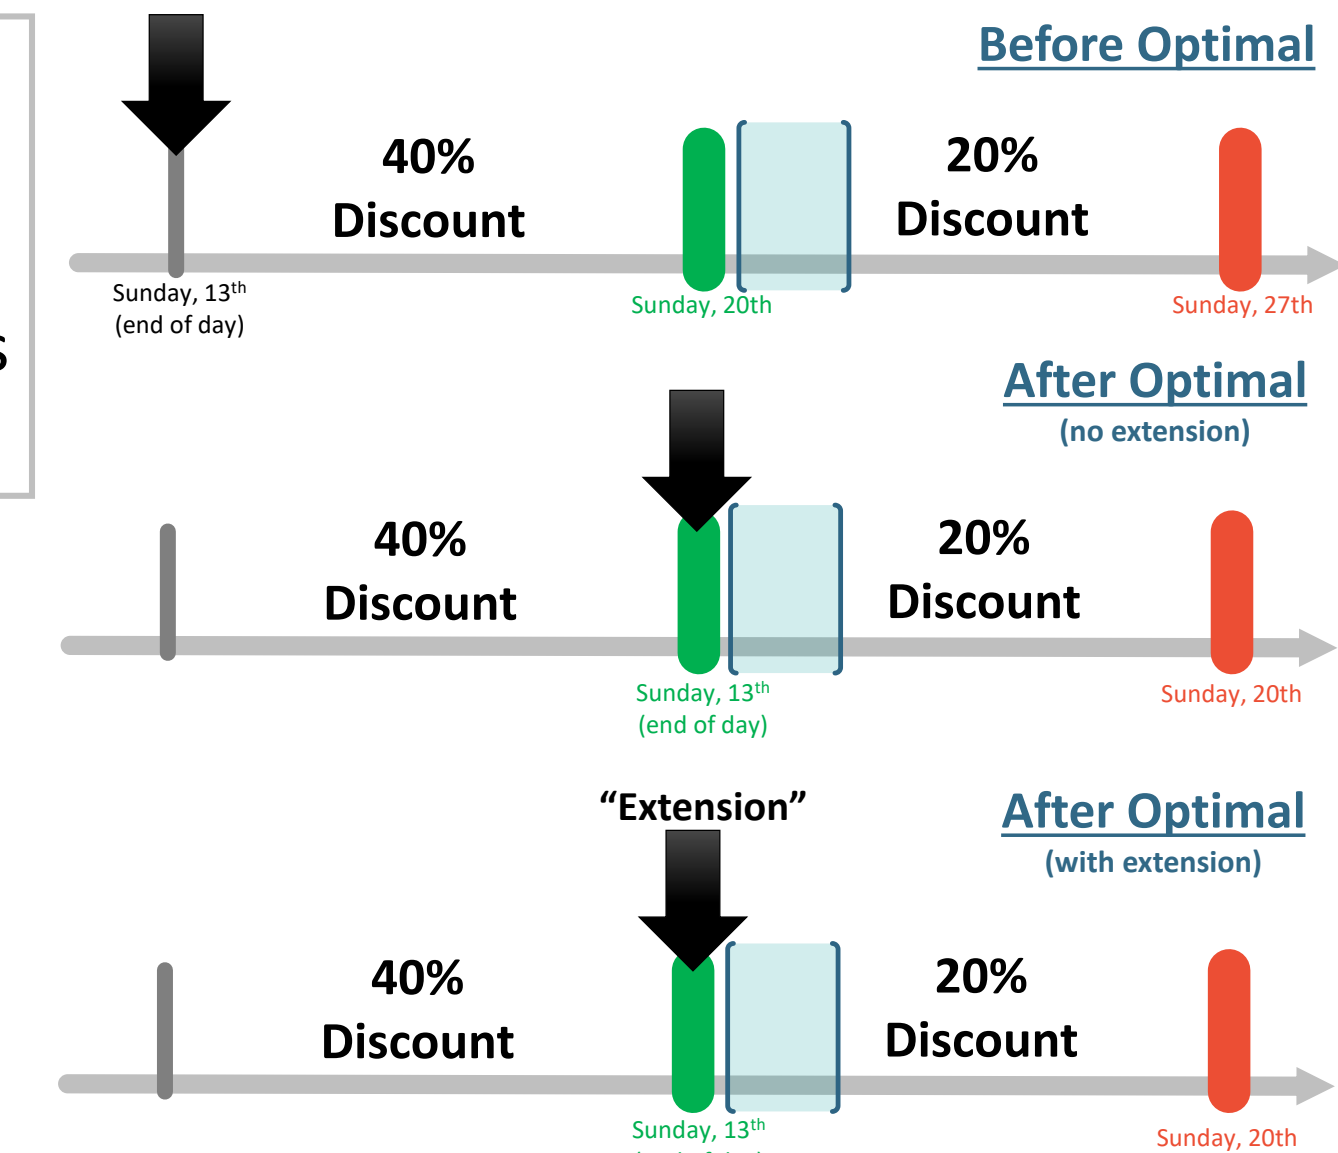 Before Optimal
40%
Discount
20%
Discount
Sunday, 13th
(end of day)
Sunday, 20th
Sunday, 27th
s
After Optimal
(no extension)
40%
Discount
20%
Discount
Sunday, 13th
(end of day)
Sunday, 20th
“Extension”
After Optimal
(with extension)
40%
Discount
20%
Discount
Sunday, 13th
Sunday, 20th